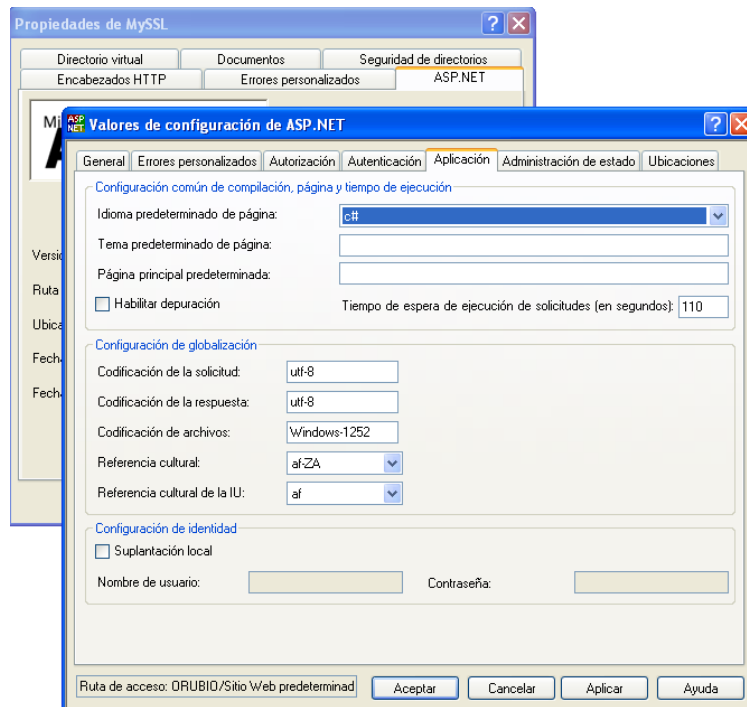 Propiedades de MySSL
Directorio virtual Documentos Seguridad de directorios
Encabezados HTTP Errores personalizados ASP.NET
ASP NET Valores de configuración de ASP.NET
General Errores personalizados Autorización Autenticación Aplicación Administración de estado Ubicaciones
Configuración común de compilación, página y tiempo de ejecución
Idioma predeterminado de página: c#
Tema predeterminado de página:
Página principal predeterminada:
Habilitar depuración Tiempo de espera de ejecución de solicitudes (en segundos): 110
Ruta
Configuración de globalización
Codificación de la solicitud: utf-8
Codificación de la respuesta: utf-8
Codificación de archivos: Windows-1252
Referencia cultural: af-ZA
Referencia cultural de la IU: af
Configuración de identidad
Suplantación local
Nombre de usuario: Contraseña:
Ruta de acceso: ORUBIO/Sitio Web predeterminad Aceptar Cancelar Aplicar Ayuda